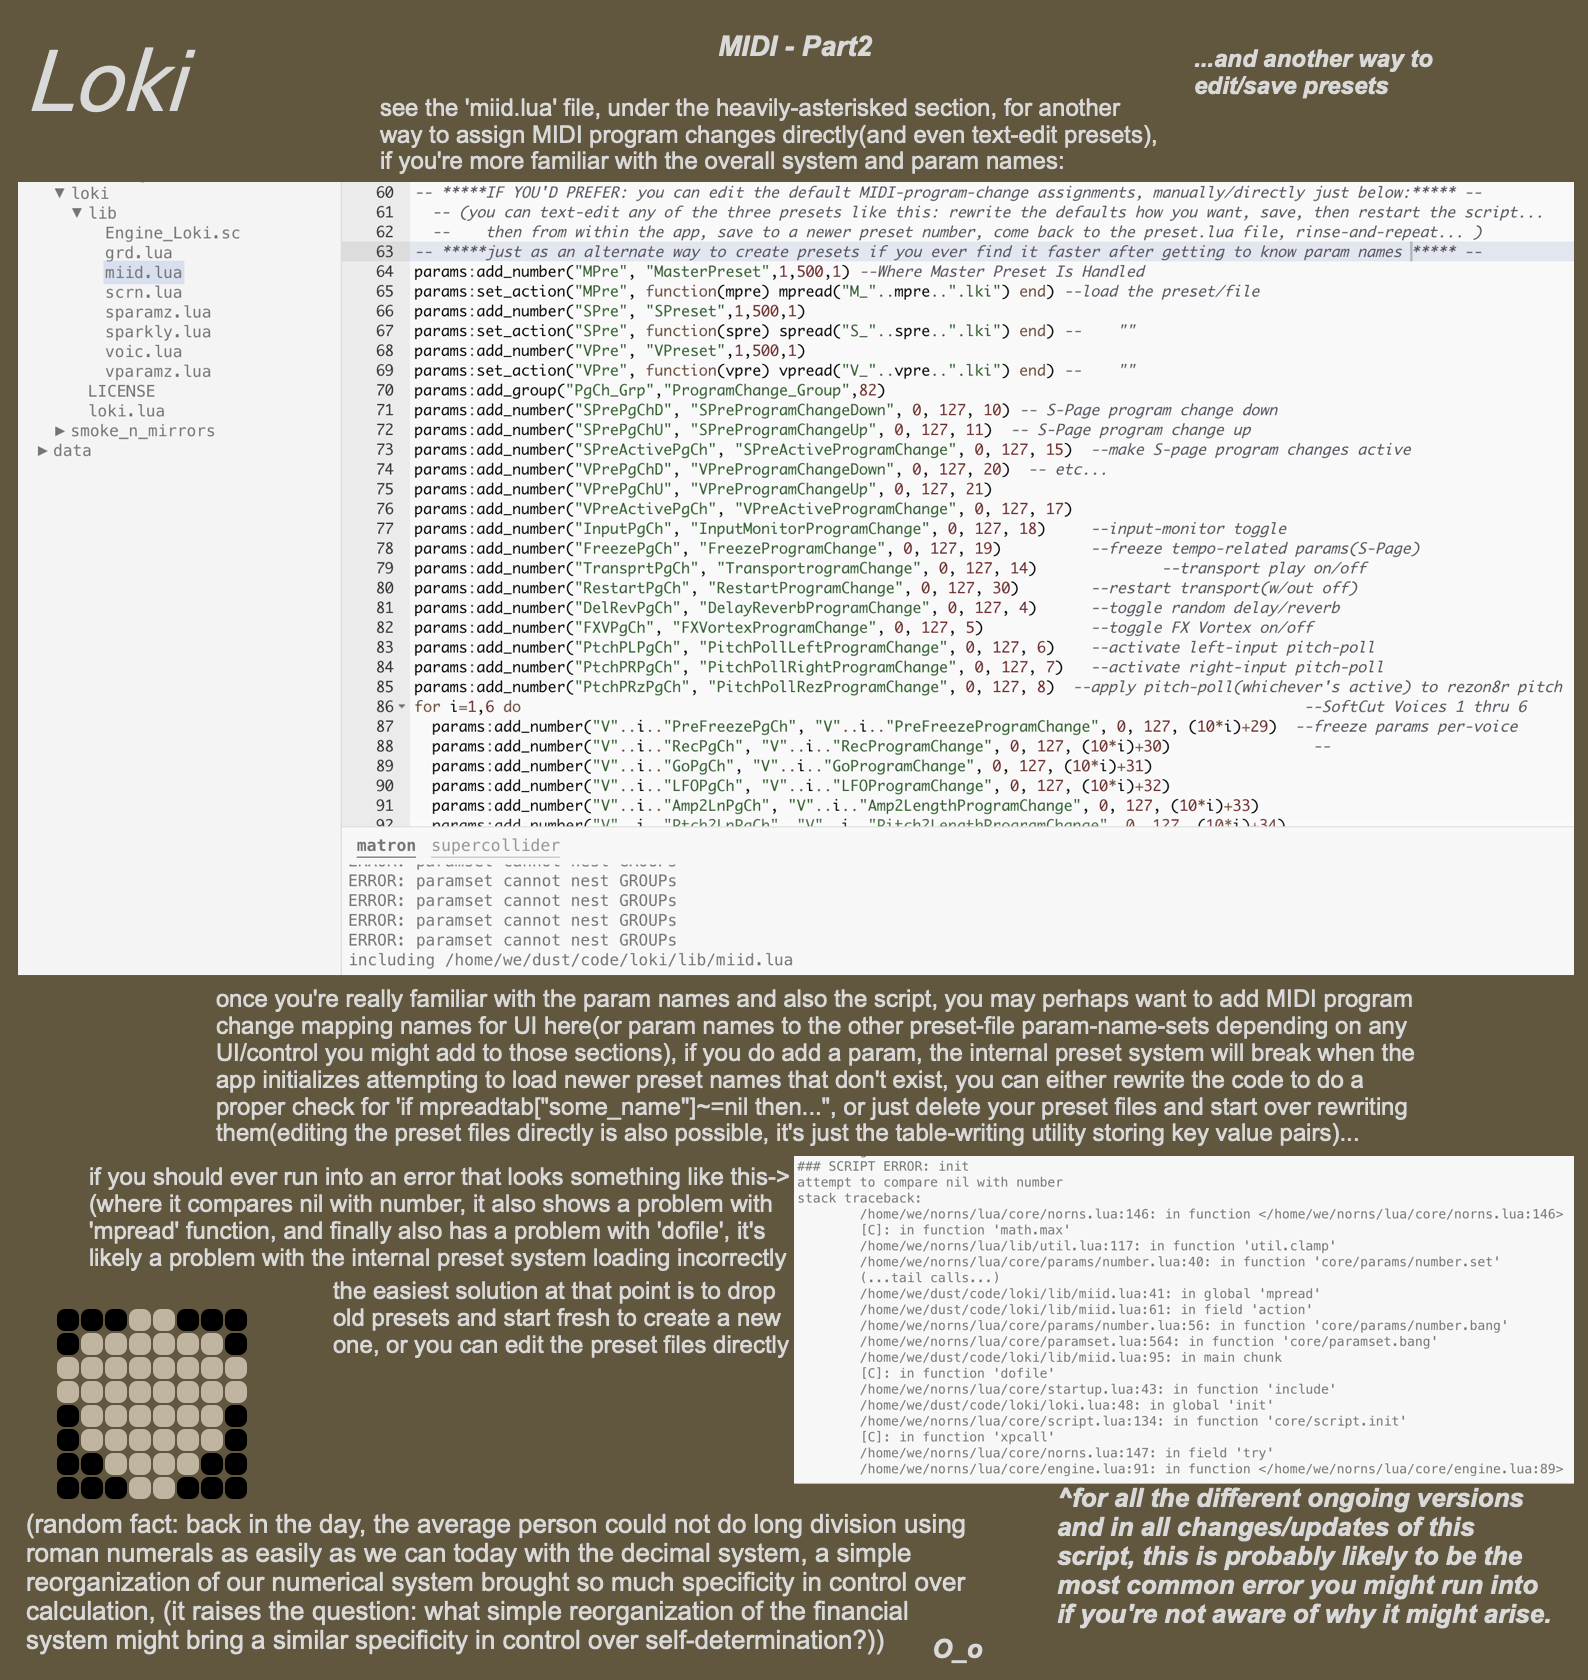 Loki
MIDI - Part2
...and another way to
edit/save presets
see the 'miid.lua' file, under the heavily-asterisked section, for another
way to assign MIDI program changes directly(and even text-edit presets),
if you're more familiar with the overall system and param names:
▼ loki
▼ lib
Engine_Loki.sc
grd.lua
miid.lua
scrn.lua
sparamz.lua
sparkly.lua
voic.lua
vparamz.lua
LICENSE
loki.lua
▶ smoke_n_mirrors
▶ data
60 -- *****IF YOU'D PREFER: you can edit the default MIDI-program-change assignments, manually/directly just below:***** --
61 -- (you can text-edit any of the three presets like this: rewrite the defaults how you want, save, then restart the script...
62 -- then from within the app, save to a newer preset number, come back to the preset.lua file, rinse-and-repeat... )
63 -- *****just as an alternate way to create presets if you ever find it faster after getting to know param names ***** --
64 params:add_number("MPre", "MasterPreset",1,500,1) --Where Master Preset Is Handled
65 params:set_action("MPre", function(mpre) mpread("M_"..mpre..".lki") end) --load the preset/file
66 params:add_number("SPre", "SPreset",1,500,1)
67 params:set_action("SPre", function(spre) spread("S_"..spre..".lki") end) -- ""
68 params:add_number("VPre", "VPreset",1,500,1)
69 params:set_action("VPre", function(vpre) vpread("V_"..vpre..".lki") end) -- ""
70 params:add_group("PgCh_Grp","ProgramChange_Group",82)
71 params:add_number("SPrePgChD", "SPreProgramChangeDown", 0, 127, 10) -- S-Page program change down
72 params:add_number("SPrePgChU", "SPreProgramChangeUp", 0, 127, 11) -- S-Page program change up
73 params:add_number("SPreActivePgCh", "SPreActiveProgramChange", 0, 127, 15) --make S-page program changes active
74 params:add_number("VPrePgChD", "VPreProgramChangeDown", 0, 127, 20) -- etc...
75 params:add_number("VPrePgChU", "VPreProgramChangeUp", 0, 127, 21)
76 params:add_number("VPreActivePgCh", "VPreActiveProgramChange", 0, 127, 17)
77 params:add_number("InputPgCh", "InputMonitorProgramChange", 0, 127, 18) --input-monitor toggle
78 params:add_number("FreezePgCh", "FreezeProgramChange", 0, 127, 19) --freeze tempo-related params(S-Page)
79 params:add_number("TransprtPgCh", "TransportrogramChange", 0, 127, 14) --transport play on/off
80 params:add_number("RestartPgCh", "RestartProgramChange", 0, 127, 30) --restart transport(w/out off)
81 params:add_number("DelRevPgCh", "DelayReverbProgramChange", 0, 127, 4) --toggle random delay/reverb
82 params:add_number("FXVPgCh", "FXVortexProgramChange", 0, 127, 5) --toggle FX Vortex on/off
83 params:add_number("PtchPLPgCh", "PitchPollLeftProgramChange", 0, 127, 6) --activate left-input pitch-poll
84 params:add_number("PtchPRPgCh", "PitchPollRightProgramChange", 0, 127, 7) --activate right-input pitch-poll
85 params:add_number("PtchPRzPgCh", "PitchPollRezProgramChange", 0, 127, 8) --apply pitch-poll(whichever's active) to rezon8r pitch
86 for i=1,6 do --SoftCut Voices 1 thru 6
87 params:add_number("V"..i.."PreFreezePgCh", "V"..i.."PreFreezeProgramChange", 0, 127, (10*i)+29) --freeze params per-voice
88 params:add_number("V"..i.."RecPgCh", "V"..i.."RecProgramChange", 0, 127, (10*i)+30) --
89 params:add_number("V"..i.."GoPgCh", "V"..i.."GoProgramChange", 0, 127, (10*i)+31)
90 params:add_number("V"..i.."LFOPgCh", "V"..i.."LFOProgramChange", 0, 127, (10*i)+32)
91 params:add_number("V"..i.."Amp2LnPgCh", "V"..i.."Amp2LengthProgramChange", 0, 127, (10*i)+33)
92 params:add_number("V"..i.."Ptch2LnPgCh", "V"..i.."Pitch2LengthProgramChange", 0, 127, (10*i)+34)
matron supercollider
ERROR: paramset cannot nest GROUPs
ERROR: paramset cannot nest GROUPs
ERROR: paramset cannot nest GROUPs
ERROR: paramset cannot nest GROUPs
ERROR: paramset cannot nest GROUPs
including /home/we/dust/code/loki/lib/miid.lua
once you're really familiar with the param names and also the script, you may perhaps want to add MIDI program
change mapping names for UI here(or param names to the other preset-file param-name-sets depending on any
UI/control you might add to those sections), if you do add a param, the internal preset system will break when the
app initializes attempting to load newer preset names that don't exist, you can either rewrite the code to do a
proper check for 'if mpreadtab["some_name"]~=nil then...", or just delete your preset files and start over rewriting
them(editing the preset files directly is also possible, it's just the table-writing utility storing key value pairs)...
if you should ever run into an error that looks something like this->
(where it compares nil with number, it also shows a problem with
'mpread' function, and finally also has a problem with 'dofile', it's
likely a problem with the internal preset system loading incorrectly
the easiest solution at that point is to drop
old presets and start fresh to create a new
one, or you can edit the preset files directly
### SCRIPT ERROR: init
attempt to compare nil with number
stack traceback:
/home/we/norns/lua/core/norns.lua:146: in function </home/we/norns/lua/core/norns.lua:146>
[C]: in function 'math.max'
/home/we/norns/lua/lib/util.lua:117: in function 'util.clamp'
/home/we/norns/lua/core/params/number.lua:40: in function 'core/params/number.set'
(...tail calls...)
/home/we/dust/code/loki/lib/miid.lua:41: in global 'mpread'
/home/we/dust/code/loki/lib/miid.lua:61: in field 'action'
/home/we/norns/lua/core/params/number.lua:56: in function 'core/params/number.bang'
/home/we/norns/lua/core/paramset.lua:564: in function 'core/paramset.bang'
/home/we/dust/code/loki/lib/miid.lua:95: in main chunk
[C]: in function 'dofile'
/home/we/norns/lua/core/startup.lua:43: in function 'include'
/home/we/dust/code/loki/loki.lua:48: in global 'init'
/home/we/norns/lua/core/script.lua:134: in function 'core/script.init'
[C]: in function 'xpcall'
/home/we/norns/lua/core/norns.lua:147: in field 'try'
/home/we/norns/lua/core/engine.lua:91: in function </home/we/norns/lua/core/engine.lua:89>
^for all the different ongoing versions
and in all changes/updates of this
script, this is probably likely to be the
most common error you might run into
if you're not aware of why it might arise.
(random fact: back in the day, the average person could not do long division using
roman numerals as easily as we can today with the decimal system, a simple
reorganization of our numerical system brought so much specificity in control over
calculation, (it raises the question: what simple reorganization of the financial
system might bring a similar specificity in control over self-determination?))
O_o